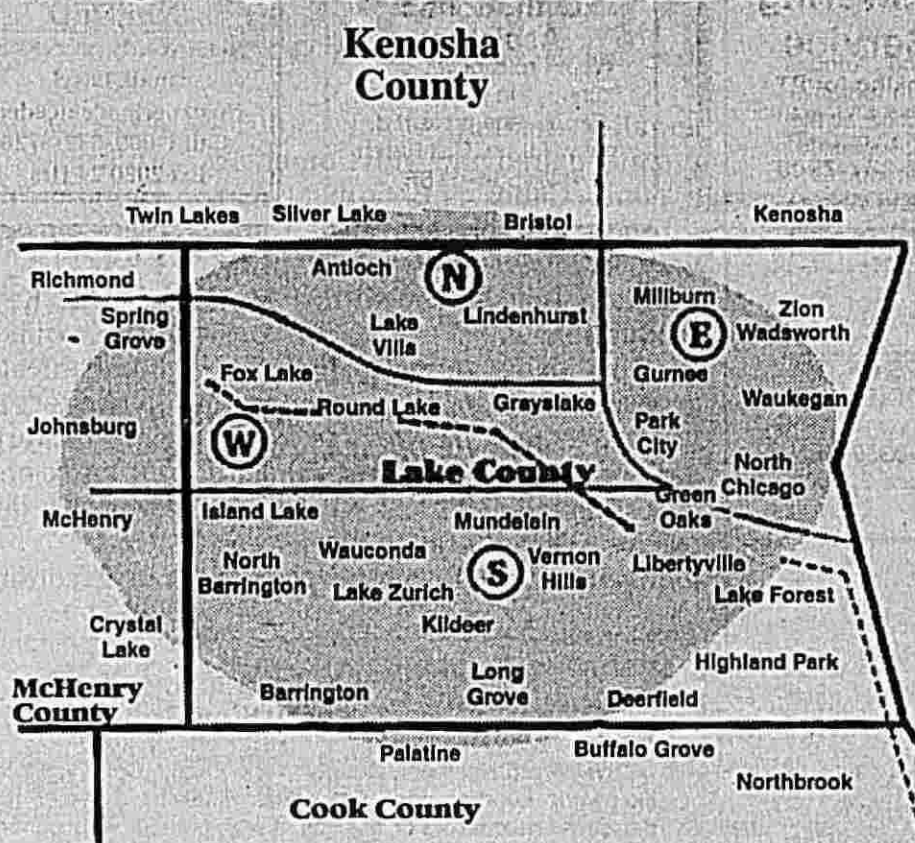 Kenosha
County
Twin Lakes
Silver Lake
Bristol
Kenosha
Richmond
Antioch
N
Millburn
Spring
Grove
Lake
Villa
Lindenhurst
E
Zion
Wadsworth
Fox Lake
Gurnee
Round Lake
Grayslake
Waukegan
Johnsburg
W
Park
City
Lake County
North
Chicago
McHenry
Island Lake
Mundelein
Green
Oaks
North
Barrington
Wauconda
Lake Zurich
S
Vernon
Hills
Libertyville
Lake Forest
Kildeer
Crystal
Lake
Highland Park
McHenry
County
Barrington
Long
Grove
Deerfield
Palatine
Buffalo Grove
Northbrook
Cook County